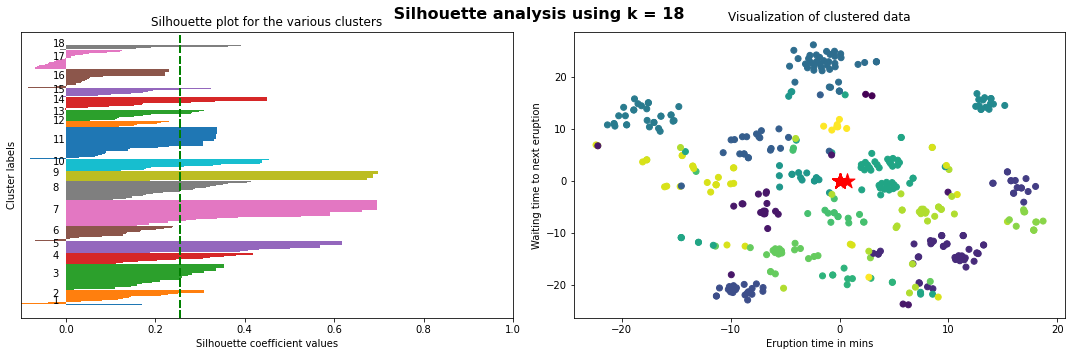 Silhouette analysis using k = 18
Silhouette plot for the various clusters
Cluster labels
18
17
16
15
14
13
12
11
10
9
8
7
6
5
4
3
2
1
0.0 0.2 0.4 0.6 0.8 1.0
Silhouette coefficient values
Visualization of clustered data
Waiting time to next eruption
20
10
0
−10
−20
−20 −10 0 10 20
Eruption time in mins